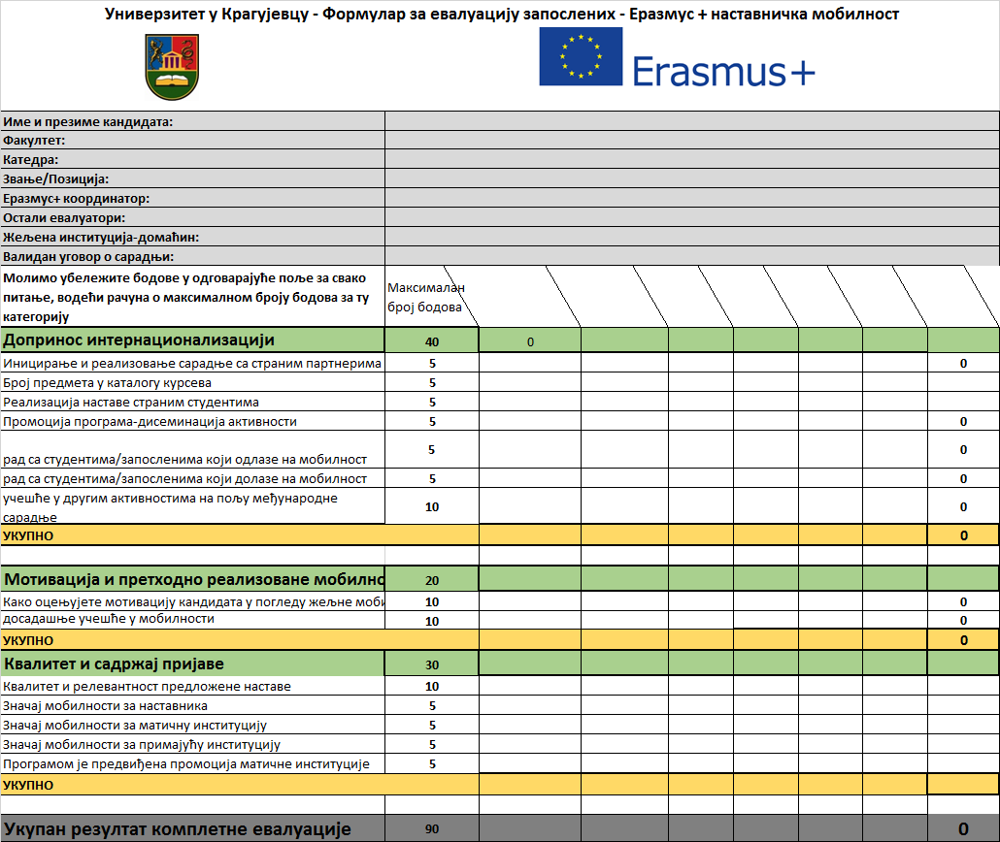 Универзитет у Крагујевцу - Формулар за евалуацију запослених - Еразмус + наставничка мобилност
Erasmus+
Име и презиме кандидата:
Факултет:
Катедра:
Звање/Позиција:
Еразмус+ координатор:
Остали евалуатори:
Жељена институција-домаћин:
Валидан уговор о сарадњи:
Молимо убележите бодове у одговарајуће поље за свако
питање, водећи рачуна о максималном броју бодова за ту
категорију
Максималан
број бодова
Допринос интернационализацији 40 0
Иницирање и реализовање сарадње са страним партнерима 5 0
Број предмета у каталогу курсева 5
Реализација наставе страним студентима 5
Промоција програма-дисеминација активности 5 0
рад са студентима/запосленима који одлазе на мобилност 5 0
рад са студентима/запосленима који долазе на мобилност 5 0
учешће у другим активностима на пољу међународне
сарадње 10 0
УКУПНО 0
Мотивација и претходно реализоване мобилно 20
Како оцењујете мотивацију кандидата у погледу жељне моби 10 0
досадашње учешће у мобилности 10 0
УКУПНО 0
Квалитет и садржај пријаве 30
Квалитет и релевантност предложене наставе 10
Значај мобилности за наставника 5
Значај мобилности за матичну институцију 5
Значај мобилности за примајућу институцију 5
Програмом је предвиђена промоција матичне институције 5
УКУПНО
Укупан резултат комплетне евалуације 90 0